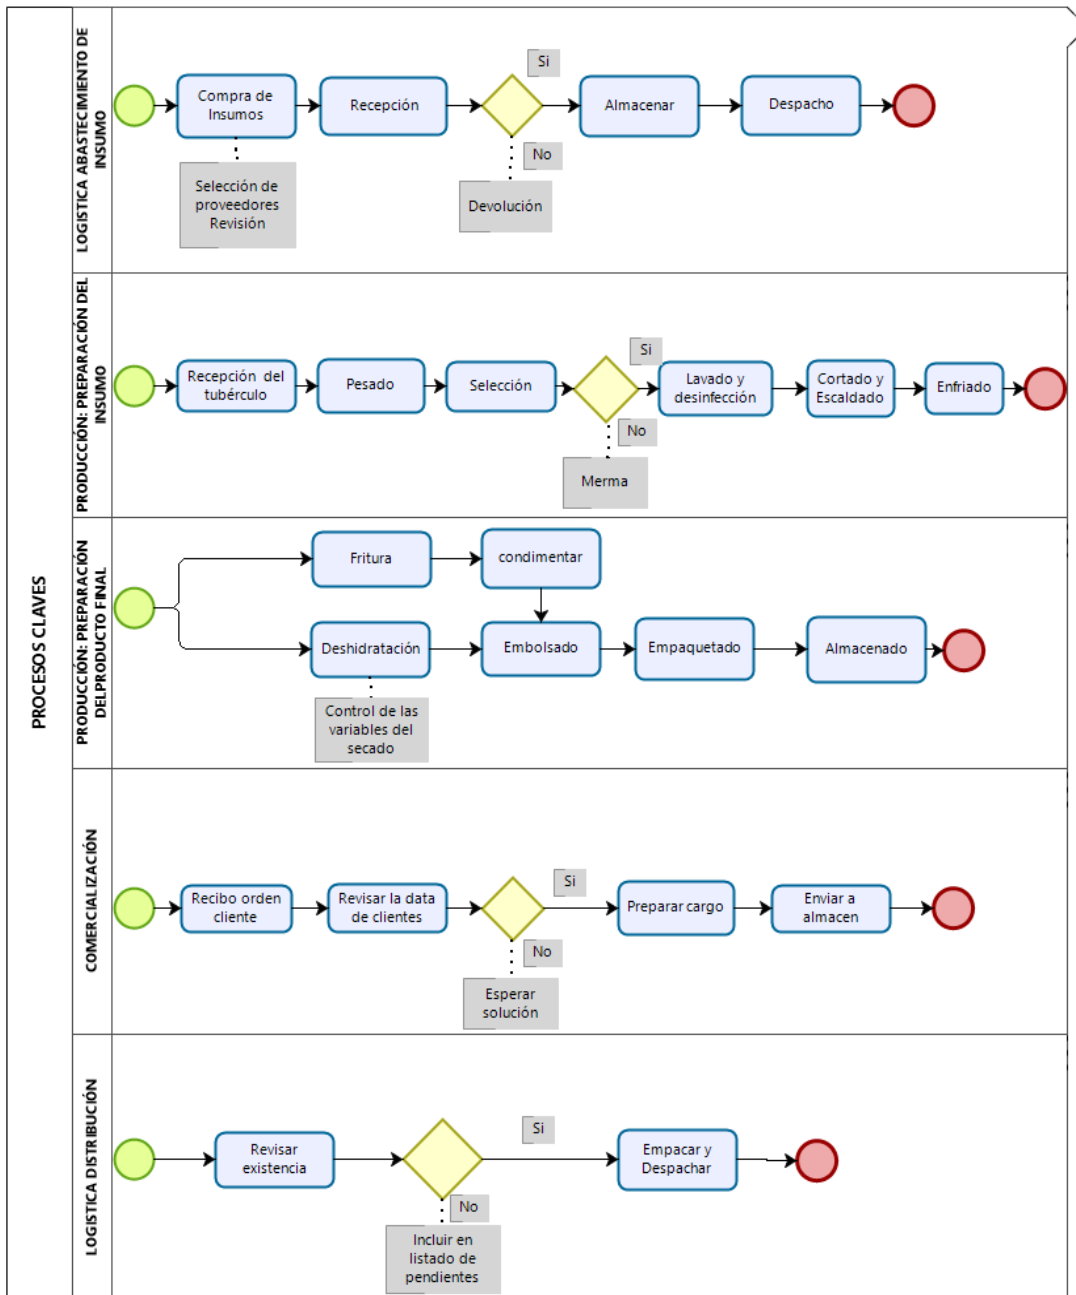 PROCESOS CLAVES
LOGISTICA ABASTECIMIENTO DE
INSUMO
Compra de
Insumos
Recepción
Si
No
Almacenar
Despacho
Selección de
proveedores
Revisión
Devolución
PRODUCCIÓN: PREPARACIÓN DEL
INSUMO
Recepción del
tubérculo
Pesado
Selección
Si
No
Lavado y
desinfección
Cortado y
Escaldado
Enfriado
Merma
PRODUCCIÓN: PREPARACIÓN
DELPRODUCTO FINAL
Fritura
condimentar
Deshidratación
Embolsado
Empaquetado
Almacenado
Control de las
variables del
secado
COMERCIALIZACIÓN
Recibo orden
cliente
Revisar la data
de clientes
Si
No
Preparar cargo
Enviar a
almacen
Esperar
solución
LOGISTICA DISTRIBUCIÓN
Revisar
existencia
Si
No
Empacar y
Despachar
Incluir en
listado de
pendientes